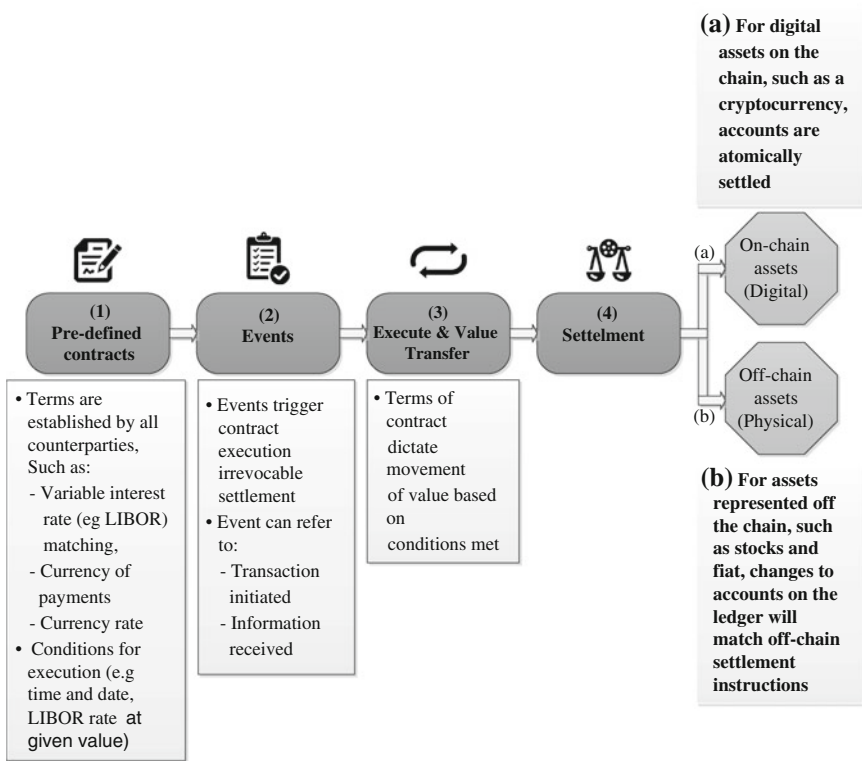 (a) For digital
assets on the
chain, such as a
cryptocurrency,
accounts are
atomically
settled
(1)
Pre-defined
contracts
(2)
Events
(3)
Execute & Value
Transfer
(4)
Settelment
(a)
On-chain
assets
(Digital)
(b)
Off-chain
assets
(Physical)
• Terms are
established by all
counterparties,
Such as:
- Variable interest
rate (eg LIBOR)
matching,
- Currency of
payments
- Currency rate
• Conditions for
execution (e.g
time and date,
LIBOR rate at
given value)
• Events trigger
contract
execution
irrevocable
settlement
• Event can refer
to:
- Transaction
initiated
- Information
received
• Terms of
contract
dictate
movement
of value based
on
conditions met
(b) For assets
represented off
the chain, such
as stocks and
fiat, changes to
accounts on the
ledger will
match off-chain
settlement
instructions